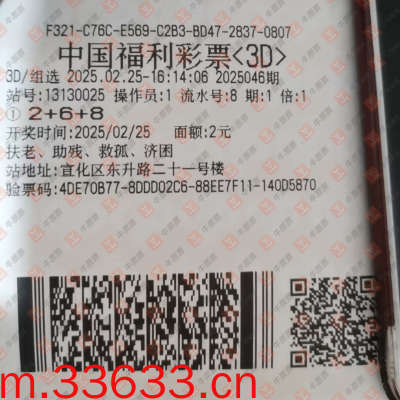 F321-C76C-E569-C2B3-BD47-2837-0807
中国福利彩票<3D>
3D/组选 2025.02.25-16:14:06 2025046期
站号:13130025 操作员:1 流水号:8 期:1 倍:1
① 2+6+8
开奖时间:2025/02/25 面额:2元
扶老、助残、救孤、济困
站地址:宣化区东升路二十一号楼
验票码:4DE70B77-8DDD02C6-88EE7F11-140D5870
m.33633.cn